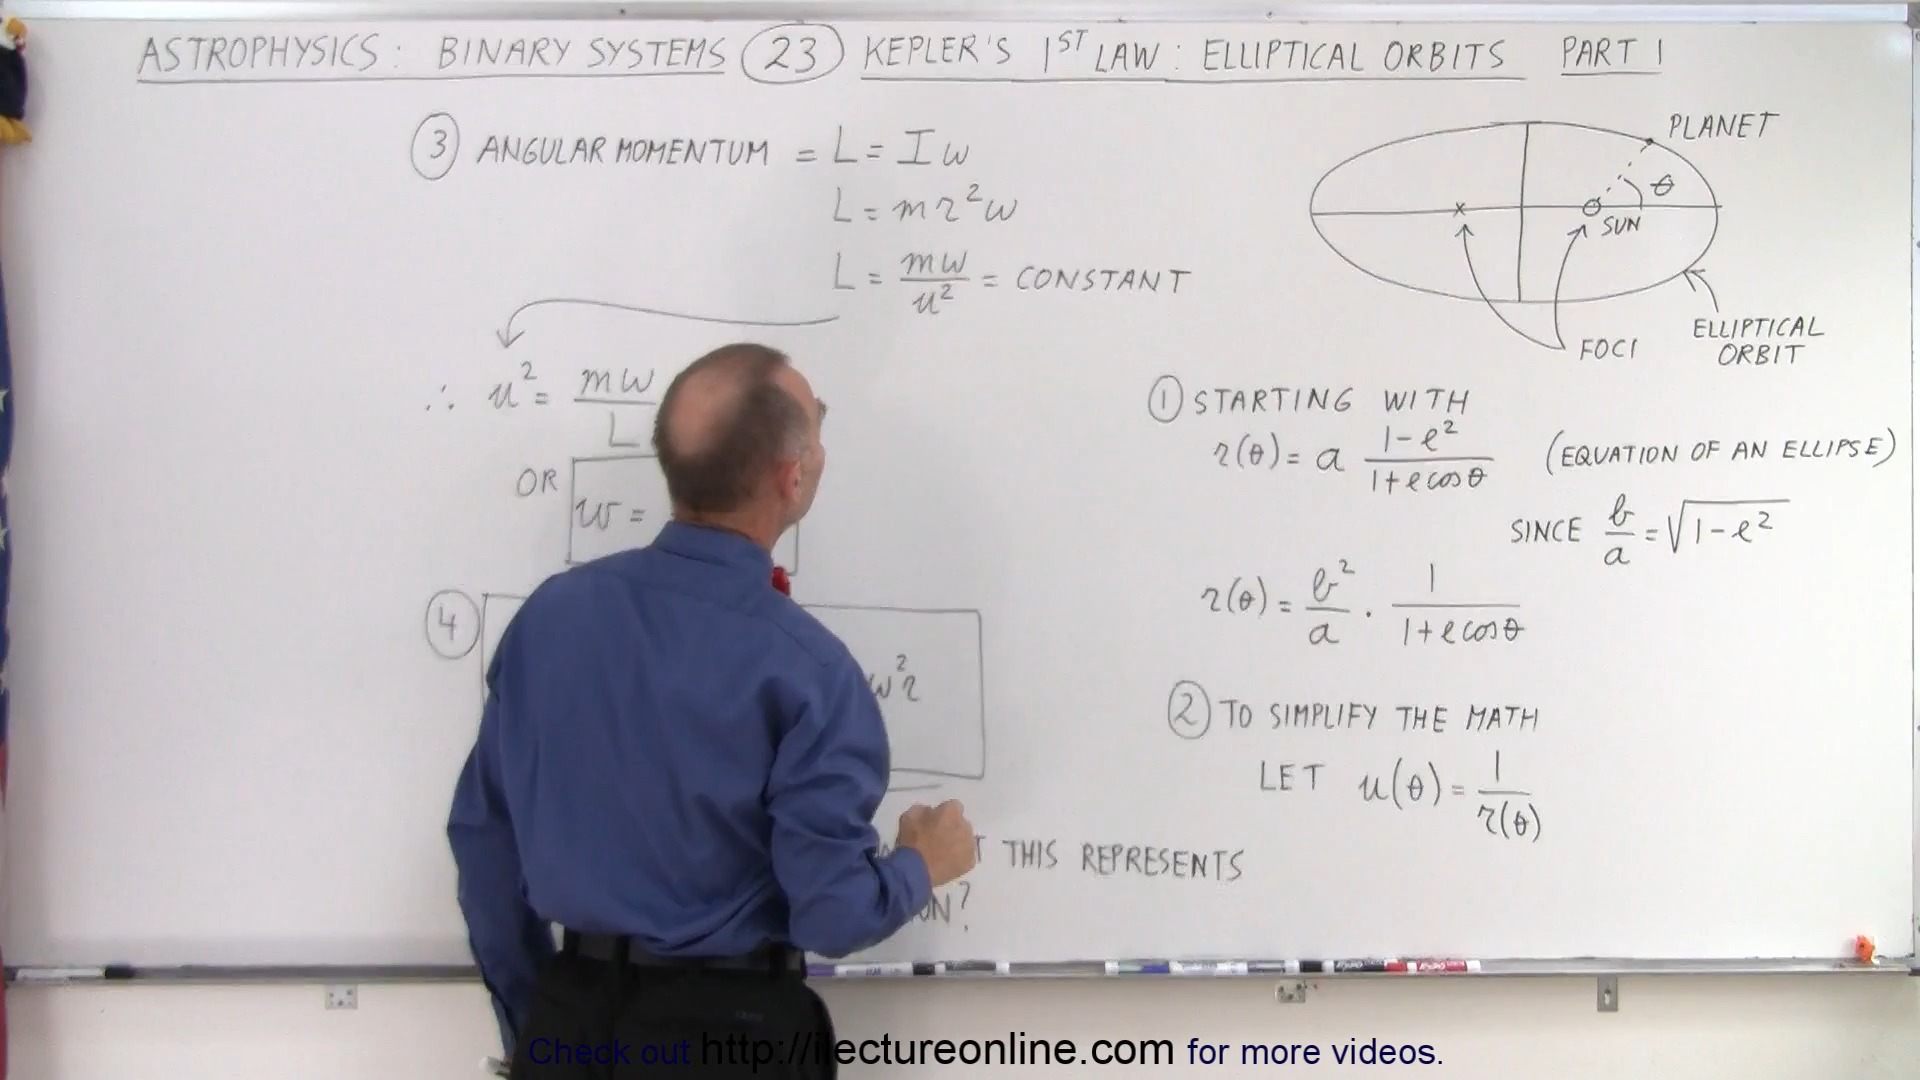 ASTROPHYSICS: BINARY SYSTEMS 23 KEPLER'S 1ST LAW: ELLIPTICAL ORBITS PART 1
3 ANGULAR MOMENTUM = L = Iω
L = mr²ω
L = mω/u² = CONSTANT
∴ u² = mω/L
OR ω =
4
ω²r
THIS REPRESENTS
?
PLANET
θ
SUN
FOCI
ELLIPTICAL
ORBIT
1 STARTING WITH
r(θ) = a (1-e²)/(1+e cosθ) (EQUATION OF AN ELLIPSE)
SINCE b/a = √(1-e²)
r(θ) = b²/a · 1/(1+e cosθ)
2 TO SIMPLIFY THE MATH
LET u(θ) = 1/r(θ)
Check out http://ilectureonline.com for more videos.